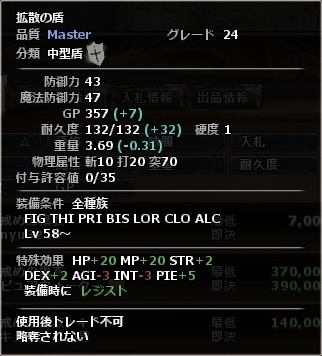 拡散の盾
品質 Master グレード 24
分類 中型盾
防御力 43
魔法防御力 47
GP 357 (+7)
耐久度 132/132 (+32) 硬度 1
重量 3.69 (-0.31)
物理属性 斬10 打20 突70
付与許容値 0/35
装備条件 全種族
FIG THI PRI BIS LOR CLO ALC
Lv 58~
特殊効果 HP+20 MP+20 STR+2
DEX+2 AGI-3 INT-3 PIE+5
装備時に レジスト
使用後トレード不可
略奪されない